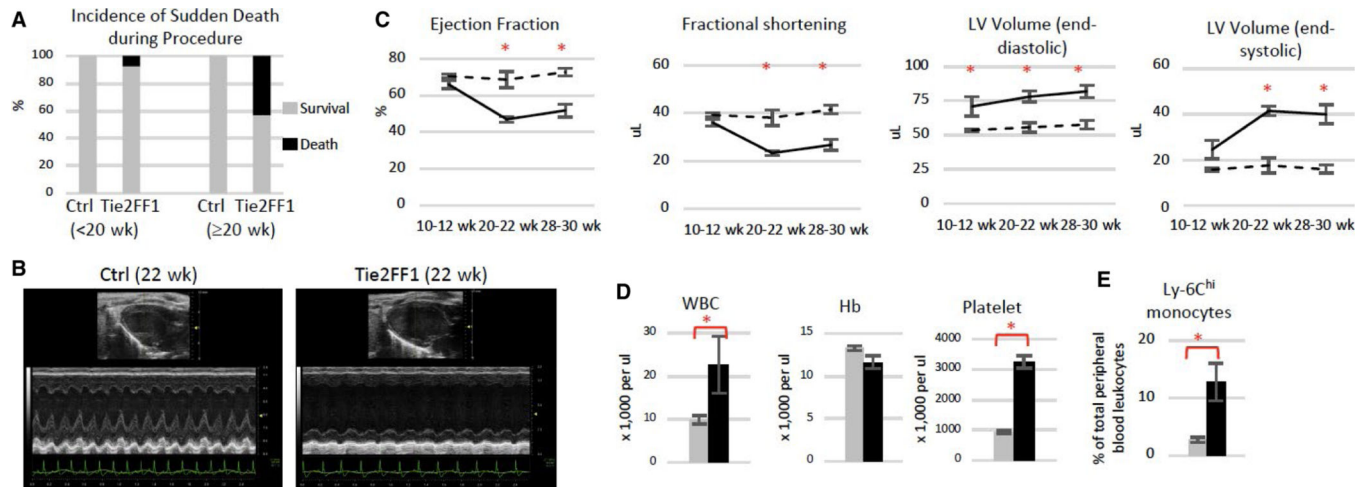 A
Incidence of Sudden Death
during Procedure
100
80
60
40
20
0
%
Survival
Death
Ctrl Tie2FF1 Ctrl Tie2FF1
(<20 wk) (≥20 wk)
C
Ejection Fraction
80
60
40
20
0
%
10-12 wk 20-22 wk 28-30 wk
Fractional shortening
60
40
20
0
uL
10-12 wk 20-22 wk 28-30 wk
LV Volume (end-
diastolic)
100
75
50
25
0
uL
10-12 wk 20-22 wk 28-30 wk
LV Volume (end-
systolic)
60
40
20
0
uL
10-12 wk 20-22 wk 28-30 wk
* * * * * * * * *
B
Ctrl (22 wk) Tie2FF1 (22 wk)
D
WBC
*
30
20
10
0
x 1,000 per ul
Hb
15
10
5
0
x 1,000 per ul
Platelet
*
4000
3000
2000
1000
0
x 1,000 per ul
E
Ly-6Chi
monocytes
*
20
10
0
% of total peripheral
blood leukocytes